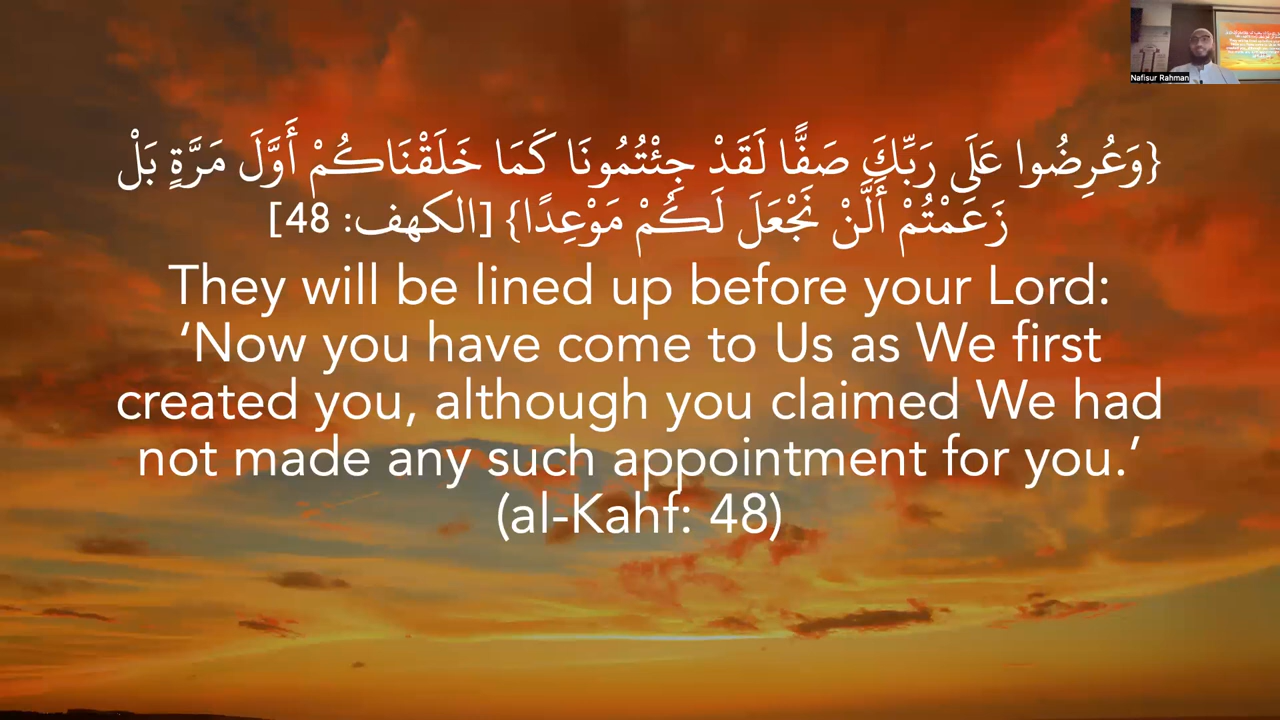 {وَعُرِضُوا عَلَى رَبِّكَ صَفًّا لَقَدْ جِئْتُمُونَا كَمَا خَلَقْنَاكُمْ أَوَّلَ مَرَّةٍ بَلْ
زَعَمْتُمْ أَلَّنْ نَجْعَلَ لَكُمْ مَوْعِدًا} [الكهف: 48]
They will be lined up before your Lord:
‘Now you have come to Us as We first
created you, although you claimed We had
not made any such appointment for you.’
(al-Kahf: 48)
Nafisur Rahman